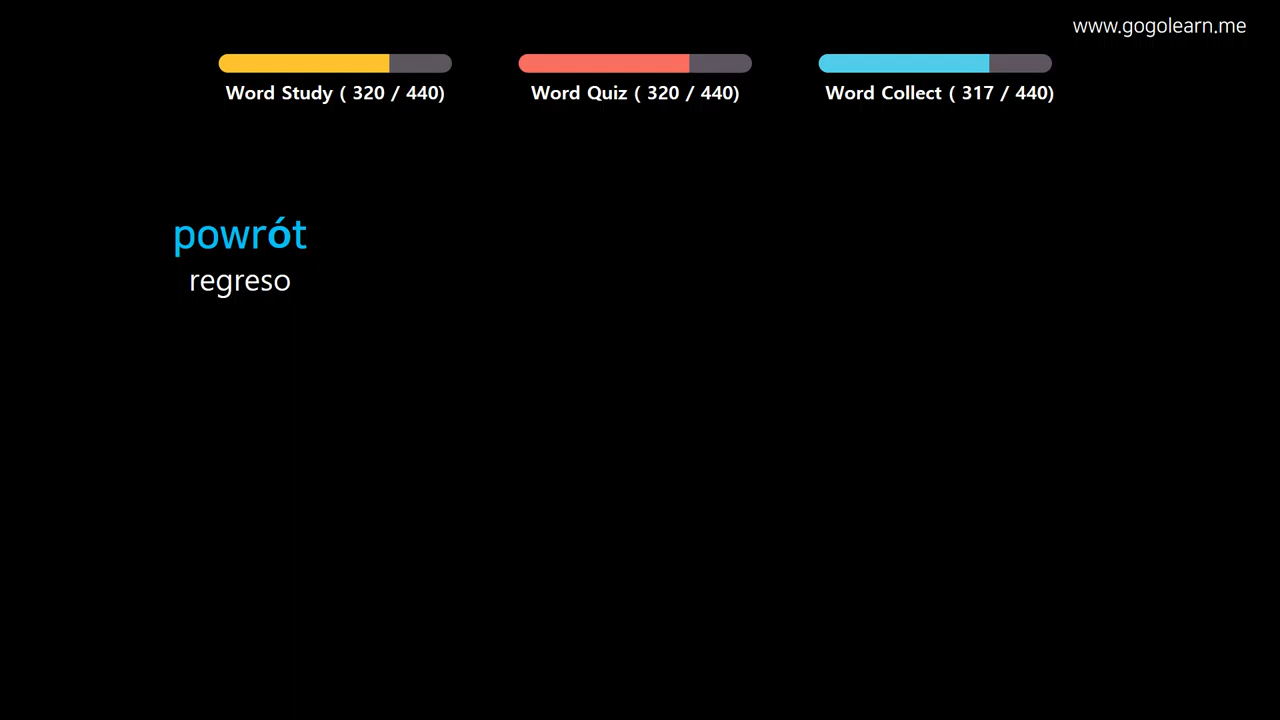 www.gogolearn.me
Word Study ( 320 / 440)
Word Quiz ( 320 / 440)
Word Collect ( 317 / 440)
powrót
regreso